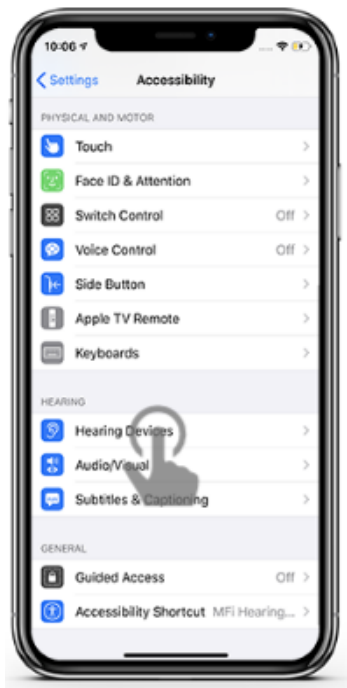 10:06
Settings
Accessibility
PHYSICAL AND MOTOR
Touch
Face ID & Attention
Switch Control Off
Voice Control Off
Side Button
Apple TV Remote
Keyboards
HEARING
Hearing Devices
Audio/Visual
Subtitles & Captioning
GENERAL
Guided Access Off
Accessibility Shortcut MFi Hearing...